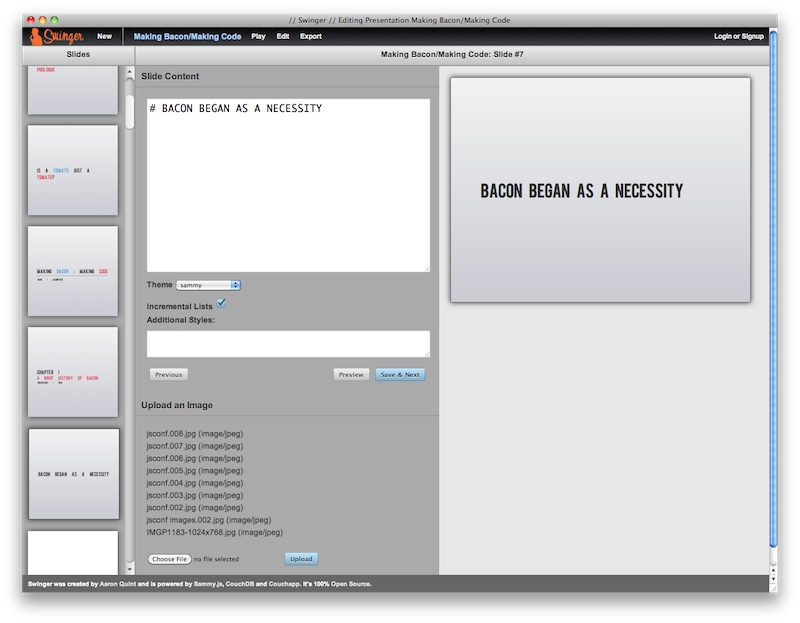 // Swinger // Editing Presentation Making Bacon/Making Code
Swinger New Making Bacon/Making Code Play Edit Export Login or Signup
Slides
Making Bacon/Making Code: Slide #7
PROLOGUE
IS A TOMATO JUST A
TOMATO?
MAKING BACON : MAKING CODE
CHAPTER 1
A BRIEF HISTORY OF BACON
BACON BEGAN AS A NECESSITY
Slide Content
# BACON BEGAN AS A NECESSITY
Theme sammy
Incremental Lists
Additional Styles:
Previous Preview Save & Next
Upload an Image
jsconf.008.jpg (image/jpeg)
jsconf.007.jpg (image/jpeg)
jsconf.006.jpg (image/jpeg)
jsconf.005.jpg (image/jpeg)
jsconf.004.jpg (image/jpeg)
jsconf.003.jpg (image/jpeg)
jsconf.002.jpg (image/jpeg)
jsconf images.002.jpg (image/jpeg)
IMGP1183-1024x768.jpg (image/jpeg)
Choose File no file selected Upload
BACON BEGAN AS A NECESSITY
Swinger was created by Aaron Quint and is powered by Sammy.js, CouchDB and Couchapp. It's 100% Open Source.